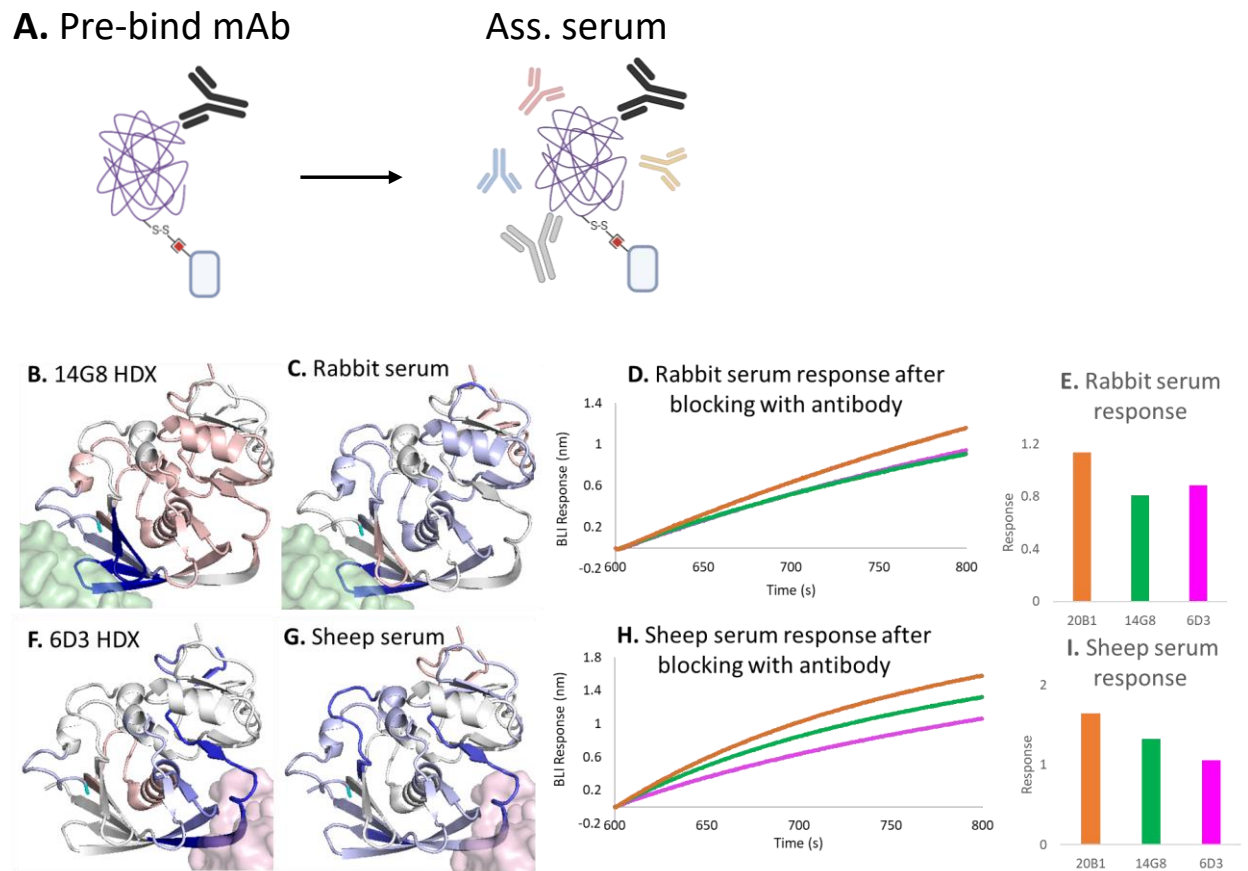 A. Pre-bind mAb
Ass. serum
S-S
S-S
B. 14G8 HDX
C. Rabbit serum
D. Rabbit serum response after
blocking with antibody
BLI Response (nm)
1.4
1
0.6
0.2
-0.2
600
650
700
750
800
Time (s)
E. Rabbit serum
response
Response
1.2
0.8
0.4
0
20B1
14G8
6D3
F. 6D3 HDX
G. Sheep serum
H. Sheep serum response after
blocking with antibody
BLI Response (nm)
1.8
1.4
1
0.6
0.2
-0.2
600
650
700
750
800
Time (s)
I. Sheep serum
response
Response
2
1
0
20B1
14G8
6D3